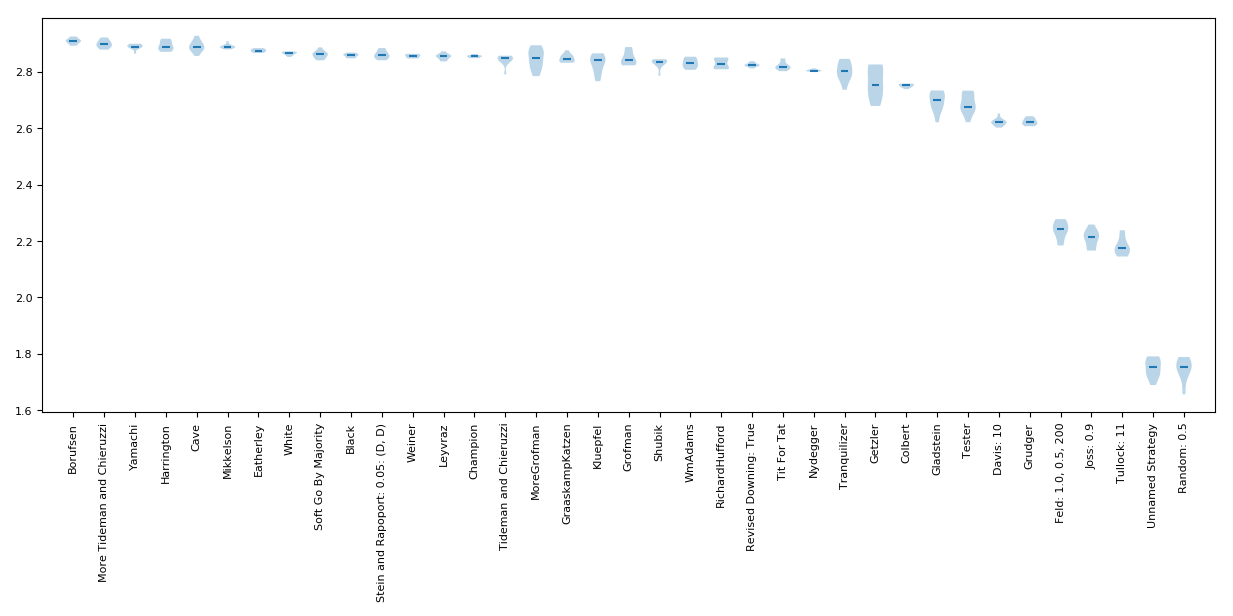 2.8
2.6
2.4
2.2
2.0
1.8
1.6
Borufsen
More Tideman and Chieruzzi
Yamachi
Harrington
Cave
Mikkelson
Eatherley
White
Soft Go By Majority
Black
Stein and Rapoport: 0.05: (D, D)
Weiner
Leyvraz
Champion
Tideman and Chieruzzi
MoreGrofman
GraaskampKatzen
Kluepfel
Grofman
Shubik
WmAdams
RichardHufford
Revised Downing: True
Tit For Tat
Nydegger
Tranquilizer
Getzler
Colbert
Gladstein
Tester
Davis: 10
Grudger
Feld: 1.0, 0.5, 200
Joss: 0.9
Tullock: 11
Unnamed Strategy
Random: 0.5